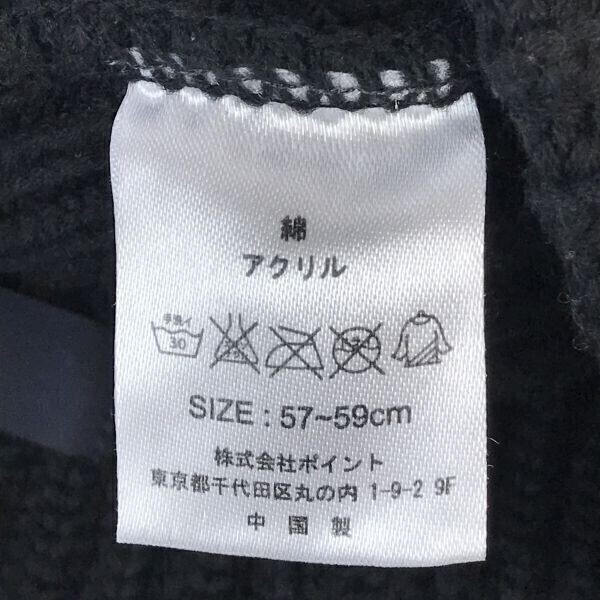 綿
アクリル
手洗イ
30
SIZE : 57~59cm
株式会社ポイント
東京都千代田区丸の内 1-9-2 9F
中国製